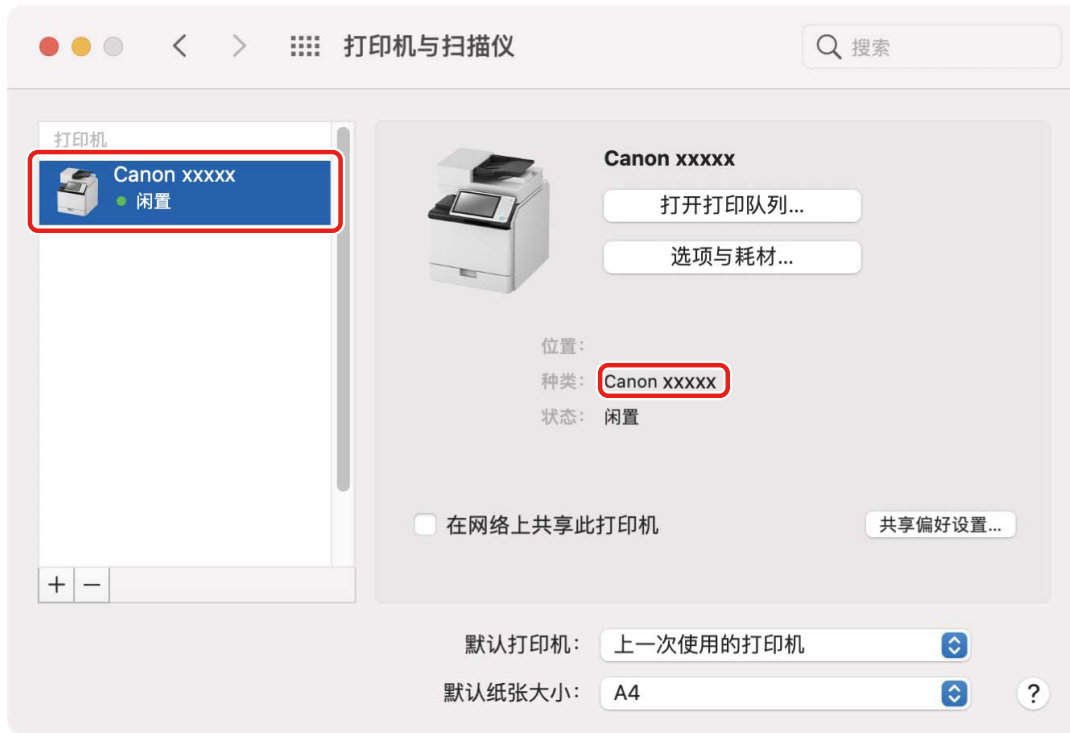 打印机与扫描仪
搜索
打印机
Canon xxxxx
闲置
Canon xxxxx
打开打印队列...
选项与耗材...
位置：
种类： Canon xxxxx
状态： 闲置
在网络上共享此打印机
共享偏好设置...
+ −
默认打印机： 上一次使用的打印机
默认纸张大小： A4
?